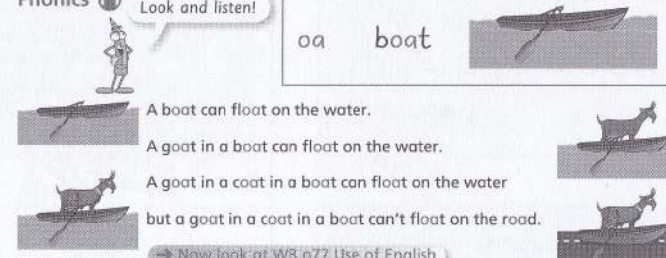 Phonics
Look and listen!
oa boat
A boat can float on the water.
A goat in a boat can float on the water.
A goat in a coat in a boat can float on the water
but a goat in a coat in a boat can't float on the road.
→ Now look at WB p77 Use of English